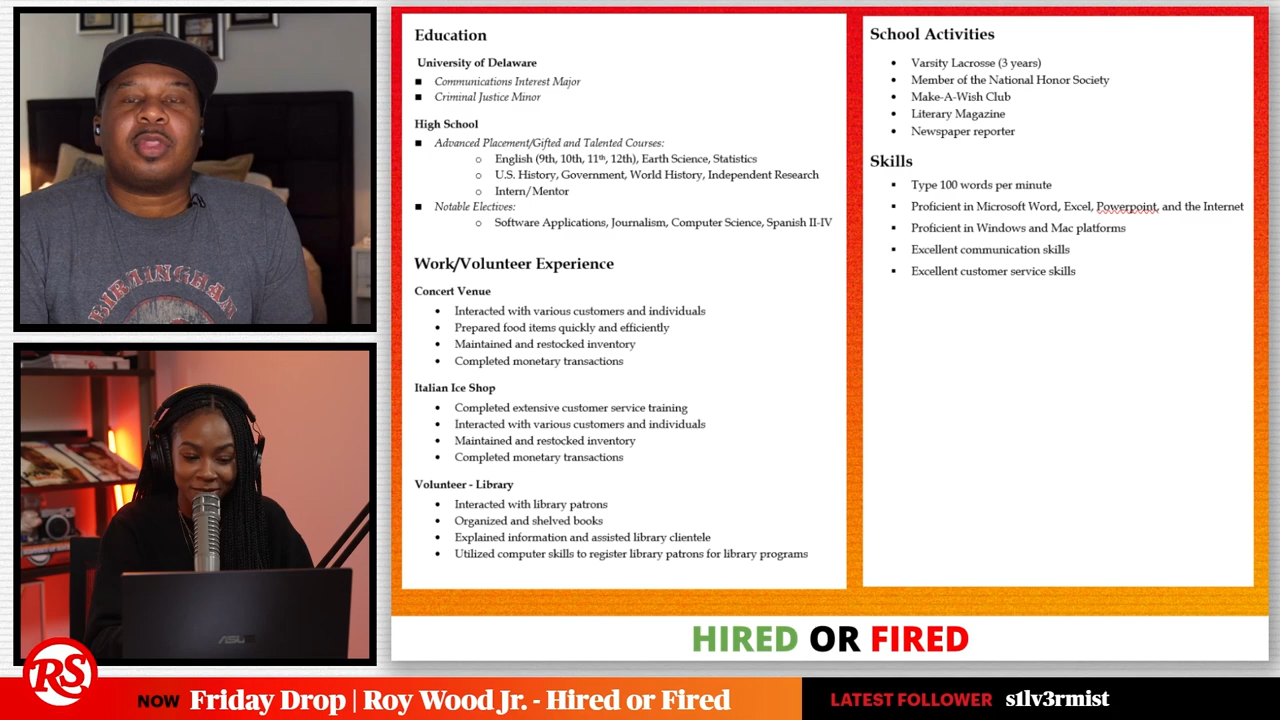 BIRMINGHAM
ASUS
Education
University of Delaware
■ Communications Interest Major
■ Criminal Justice Minor
High School
■ Advanced Placement/Gifted and Talented Courses:
○ English (9th, 10th, 11th, 12th), Earth Science, Statistics
○ U.S. History, Government, World History, Independent Research
○ Intern/Mentor
■ Notable Electives:
○ Software Applications, Journalism, Computer Science, Spanish II-IV
Work/Volunteer Experience
Concert Venue
• Interacted with various customers and individuals
• Prepared food items quickly and efficiently
• Maintained and restocked inventory
• Completed monetary transactions
Italian Ice Shop
• Completed extensive customer service training
• Interacted with various customers and individuals
• Maintained and restocked inventory
• Completed monetary transactions
Volunteer - Library
• Interacted with library patrons
• Organized and shelved books
• Explained information and assisted library clientele
• Utilized computer skills to register library patrons for library programs
School Activities
• Varsity Lacrosse (3 years)
• Member of the National Honor Society
• Make-A-Wish Club
• Literary Magazine
• Newspaper reporter
Skills
▪ Type 100 words per minute
▪ Proficient in Microsoft Word, Excel, Powerpoint, and the Internet
▪ Proficient in Windows and Mac platforms
▪ Excellent communication skills
▪ Excellent customer service skills
HIRED OR FIRED
RS
NOW Friday Drop | Roy Wood Jr. - Hired or Fired
LATEST FOLLOWER s1lv3rmist